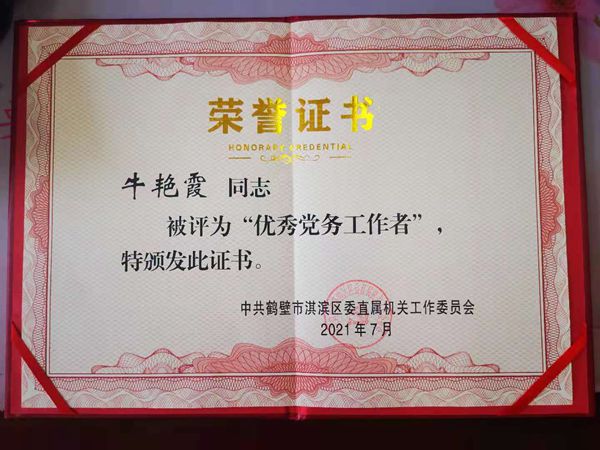 荣誉证书
HONORARY CREDENTIAL
牛艳霞 同志
被评为“优秀党务工作者”，
特颁发此证书。
中共鹤壁市淇滨区委直属机关工作委员会
2021年7月